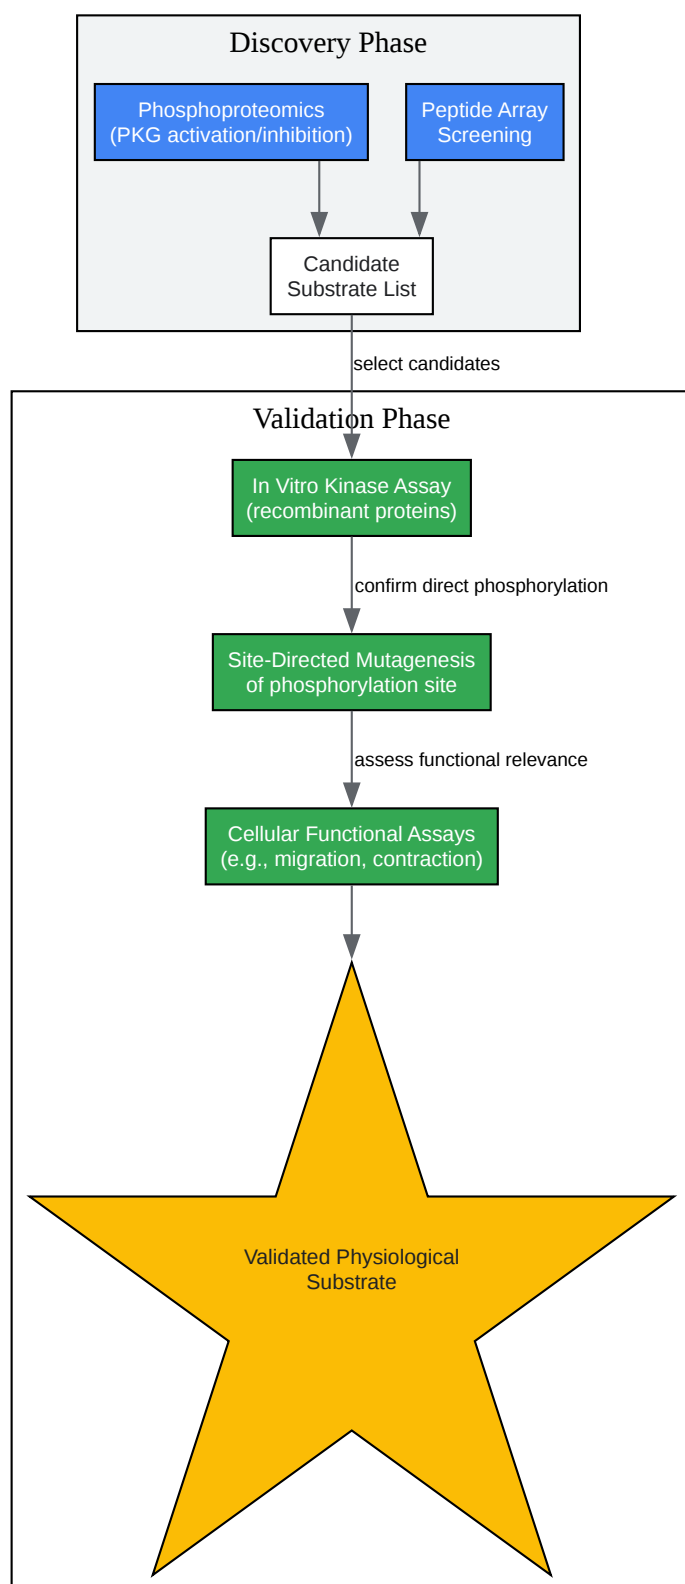 Discovery Phase
Phosphoproteomics
(PKG activation/inhibition)
Peptide Array
Screening
Candidate
Substrate List
select candidates
Validation Phase
In Vitro Kinase Assay
(recombinant proteins)
confirm direct phosphorylation
Site-Directed Mutagenesis
of phosphorylation site
assess functional relevance
Cellular Functional Assays
(e.g., migration, contraction)
Validated Physiological
Substrate